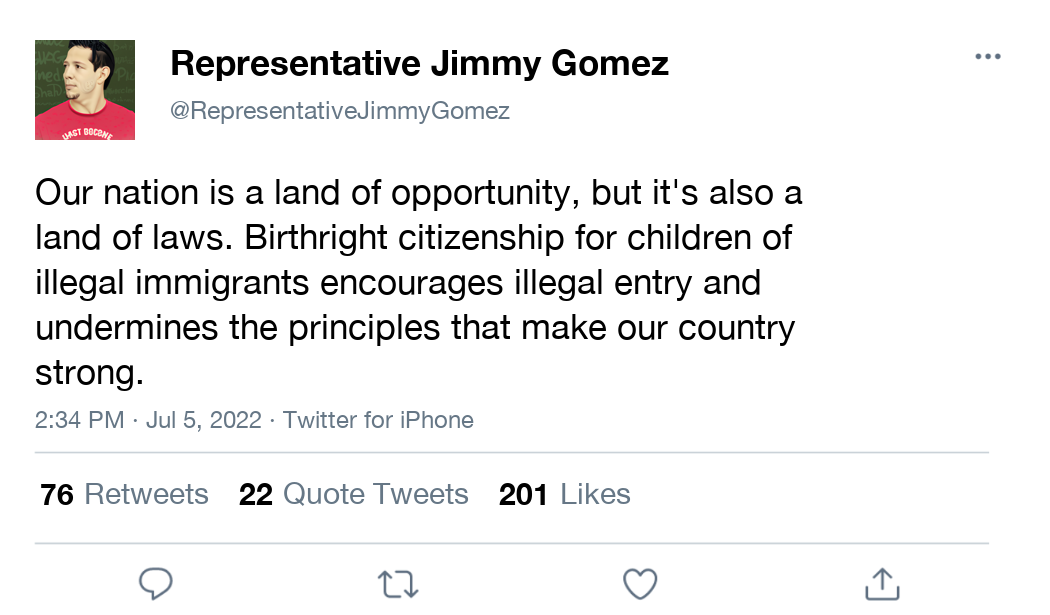 Representative Jimmy Gomez
@RepresentativeJimmyGomez
Our nation is a land of opportunity, but it's also a
land of laws. Birthright citizenship for children of
illegal immigrants encourages illegal entry and
undermines the principles that make our country
strong.
2:34 PM · Jul 5, 2022 · Twitter for iPhone
76 Retweets 22 Quote Tweets 201 Likes